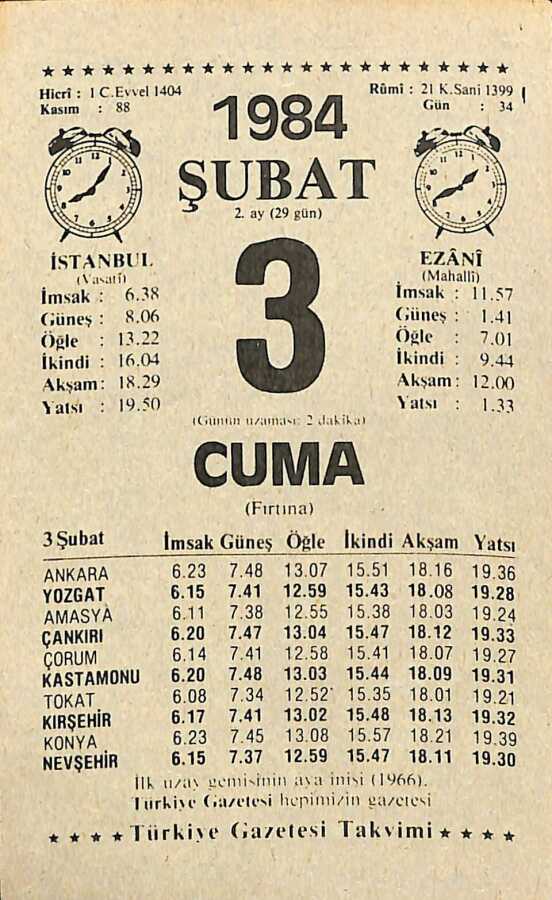 Hicrî : 1 C.Evvel 1404
Kasım : 88
Rûmi : 21 K.Sani 1399
Gün : 34
1984
ŞUBAT
2. ay (29 gün)
3
İSTANBUL
(Vasatî)
İmsak : 6.38
Güneş : 8.06
Öğle : 13.22
İkindi : 16.04
Akşam: 18.29
Yatsı : 19.50
EZÂNÎ
(Mahallî)
İmsak : 11.57
Güneş : 1.41
Öğle : 7.01
İkindi : 9.44
Akşam : 12.00
Yatsı : 1.33
(Günün uzaması: 2 dakika)
CUMA
(Fırtına)
3 Şubat İmsak Güneş Öğle İkindi Akşam Yatsı
ANKARA 6.23 7.48 13.07 15.51 18.16 19.36
YOZGAT 6.15 7.41 12.59 15.43 18.08 19.28
AMASYA 6.11 7.38 12.55 15.38 18.03 19.24
ÇANKIRI 6.20 7.47 13.04 15.47 18.12 19.33
ÇORUM 6.14 7.41 12.58 15.41 18.07 19.27
KASTAMONU 6.20 7.48 13.03 15.44 18.09 19.31
TOKAT 6.08 7.34 12.52 15.35 18.01 19.21
KIRŞEHİR 6.17 7.41 13.02 15.48 18.13 19.32
KONYA 6.23 7.45 13.08 15.57 18.21 19.39
NEVŞEHİR 6.15 7.37 12.59 15.47 18.11 19.30
İlk uzay gemisinin aya inişi (1966).
Türkiye Gazetesi hepimizin gazetesi
Türkiye Gazetesi Takvimi